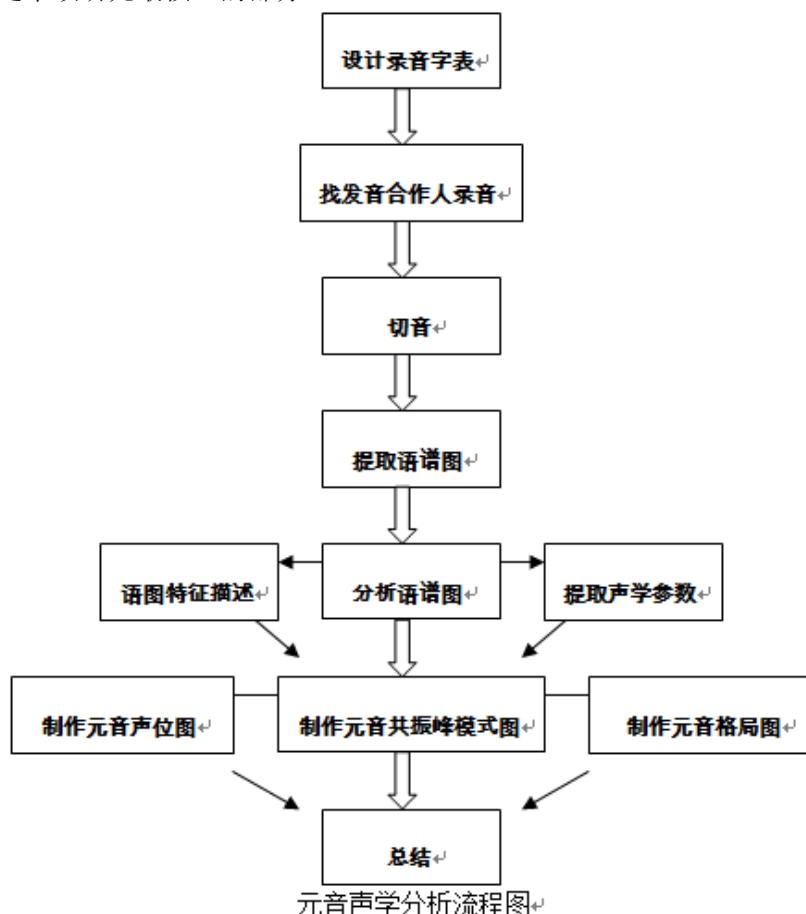 设计录音字表
找发音合作人录音
切音
提取语谱图
语图特征描述 分析语谱图 提取声学参数
制作元音声位图 制作元音共振峰模式图 制作元音格局图
总结
元音声学分析流程图